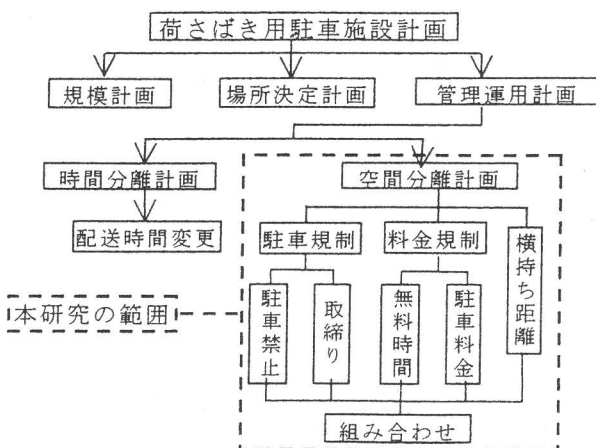 荷さばき用駐車施設計画
規模計画
場所決定計画
管理運用計画
時間分離計画
空間分離計画
配送時間変更
駐車規制
料金規制
横持ち距離
本研究の範囲
駐車禁止
取締り
無料時間
駐車料金
組み合わせ